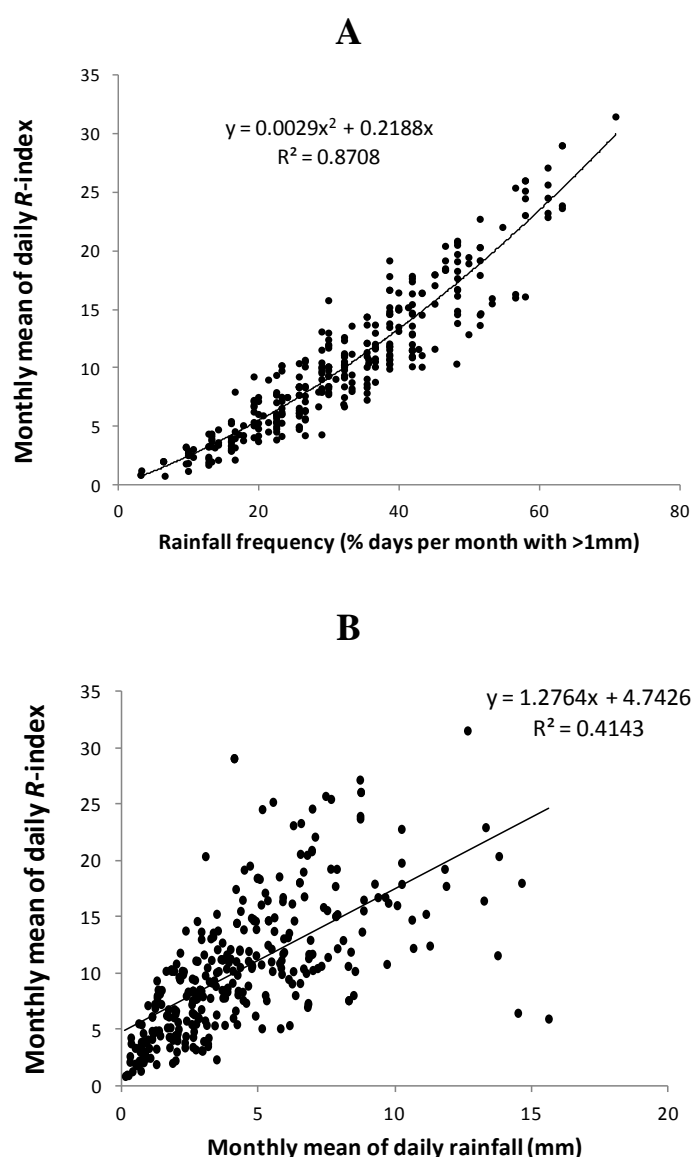 A
35
30
25
20
15
10
5
0
y = 0.0029x² + 0.2188x
R² = 0.8708
Monthly mean of daily R-index
0 20 40 60 80
Rainfall frequency (% days per month with >1mm)
B
35
30
25
20
15
10
5
0
y = 1.2764x + 4.7426
R² = 0.4143
Monthly mean of daily R-index
0 5 10 15 20
Monthly mean of daily rainfall (mm)